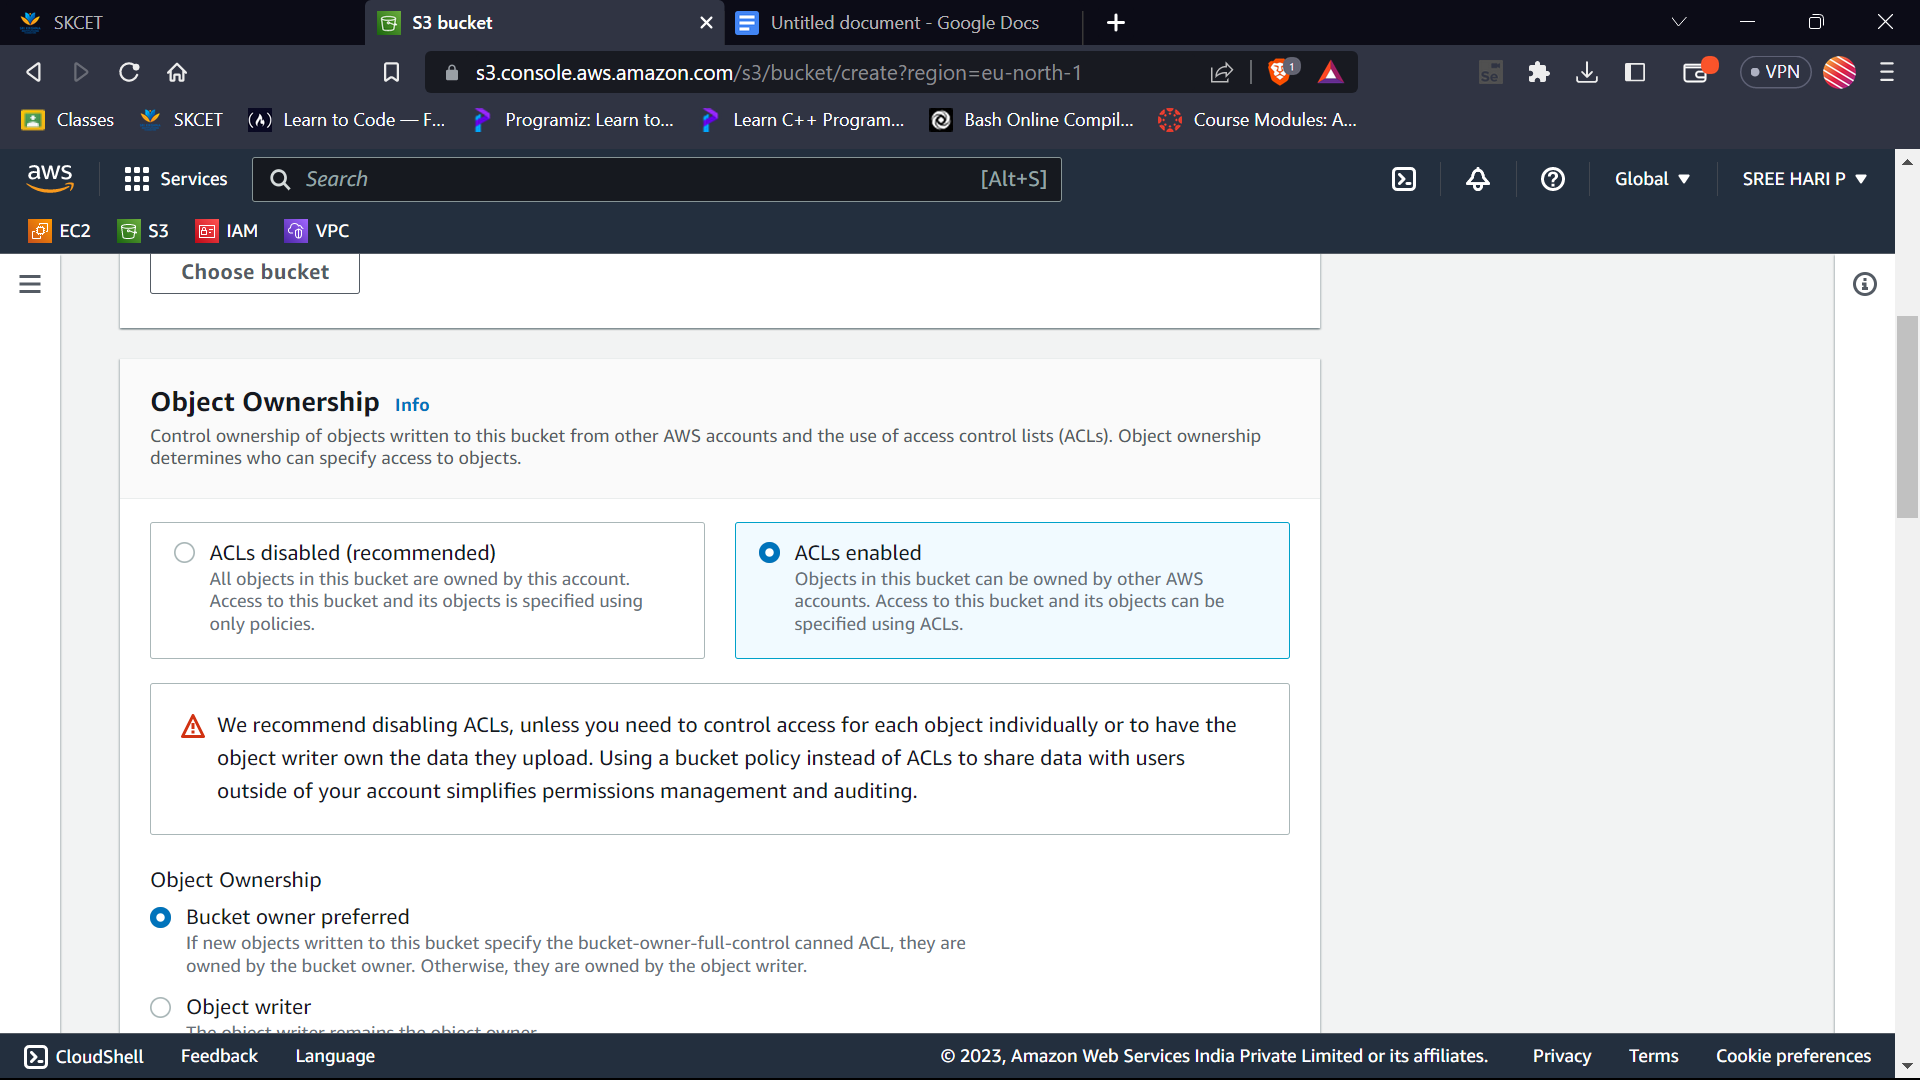 SKCET
S3 bucket
Untitled document - Google Docs
s3.console.aws.amazon.com/s3/bucket/create?region=eu-north-1
1
Se
VPN
Classes
SKCET
Learn to Code — F...
Programiz: Learn to...
Learn C++ Program...
Bash Online Compil...
Course Modules: A...
aws
Services
Search
[Alt+S]
Global
SREE HARI P
EC2
S3
IAM
VPC
Choose bucket
Object Ownership Info
Control ownership of objects written to this bucket from other AWS accounts and the use of access control lists (ACLs). Object ownership
determines who can specify access to objects.
ACLs disabled (recommended)
All objects in this bucket are owned by this account.
Access to this bucket and its objects is specified using
only policies.
ACLs enabled
Objects in this bucket can be owned by other AWS
accounts. Access to this bucket and its objects can be
specified using ACLs.
We recommend disabling ACLs, unless you need to control access for each object individually or to have the
object writer own the data they upload. Using a bucket policy instead of ACLs to share data with users
outside of your account simplifies permissions management and auditing.
Object Ownership
Bucket owner preferred
If new objects written to this bucket specify the bucket-owner-full-control canned ACL, they are
owned by the bucket owner. Otherwise, they are owned by the object writer.
Object writer
The object writer remains the object owner.
CloudShell
Feedback
Language
© 2023, Amazon Web Services India Private Limited or its affiliates.
Privacy
Terms
Cookie preferences